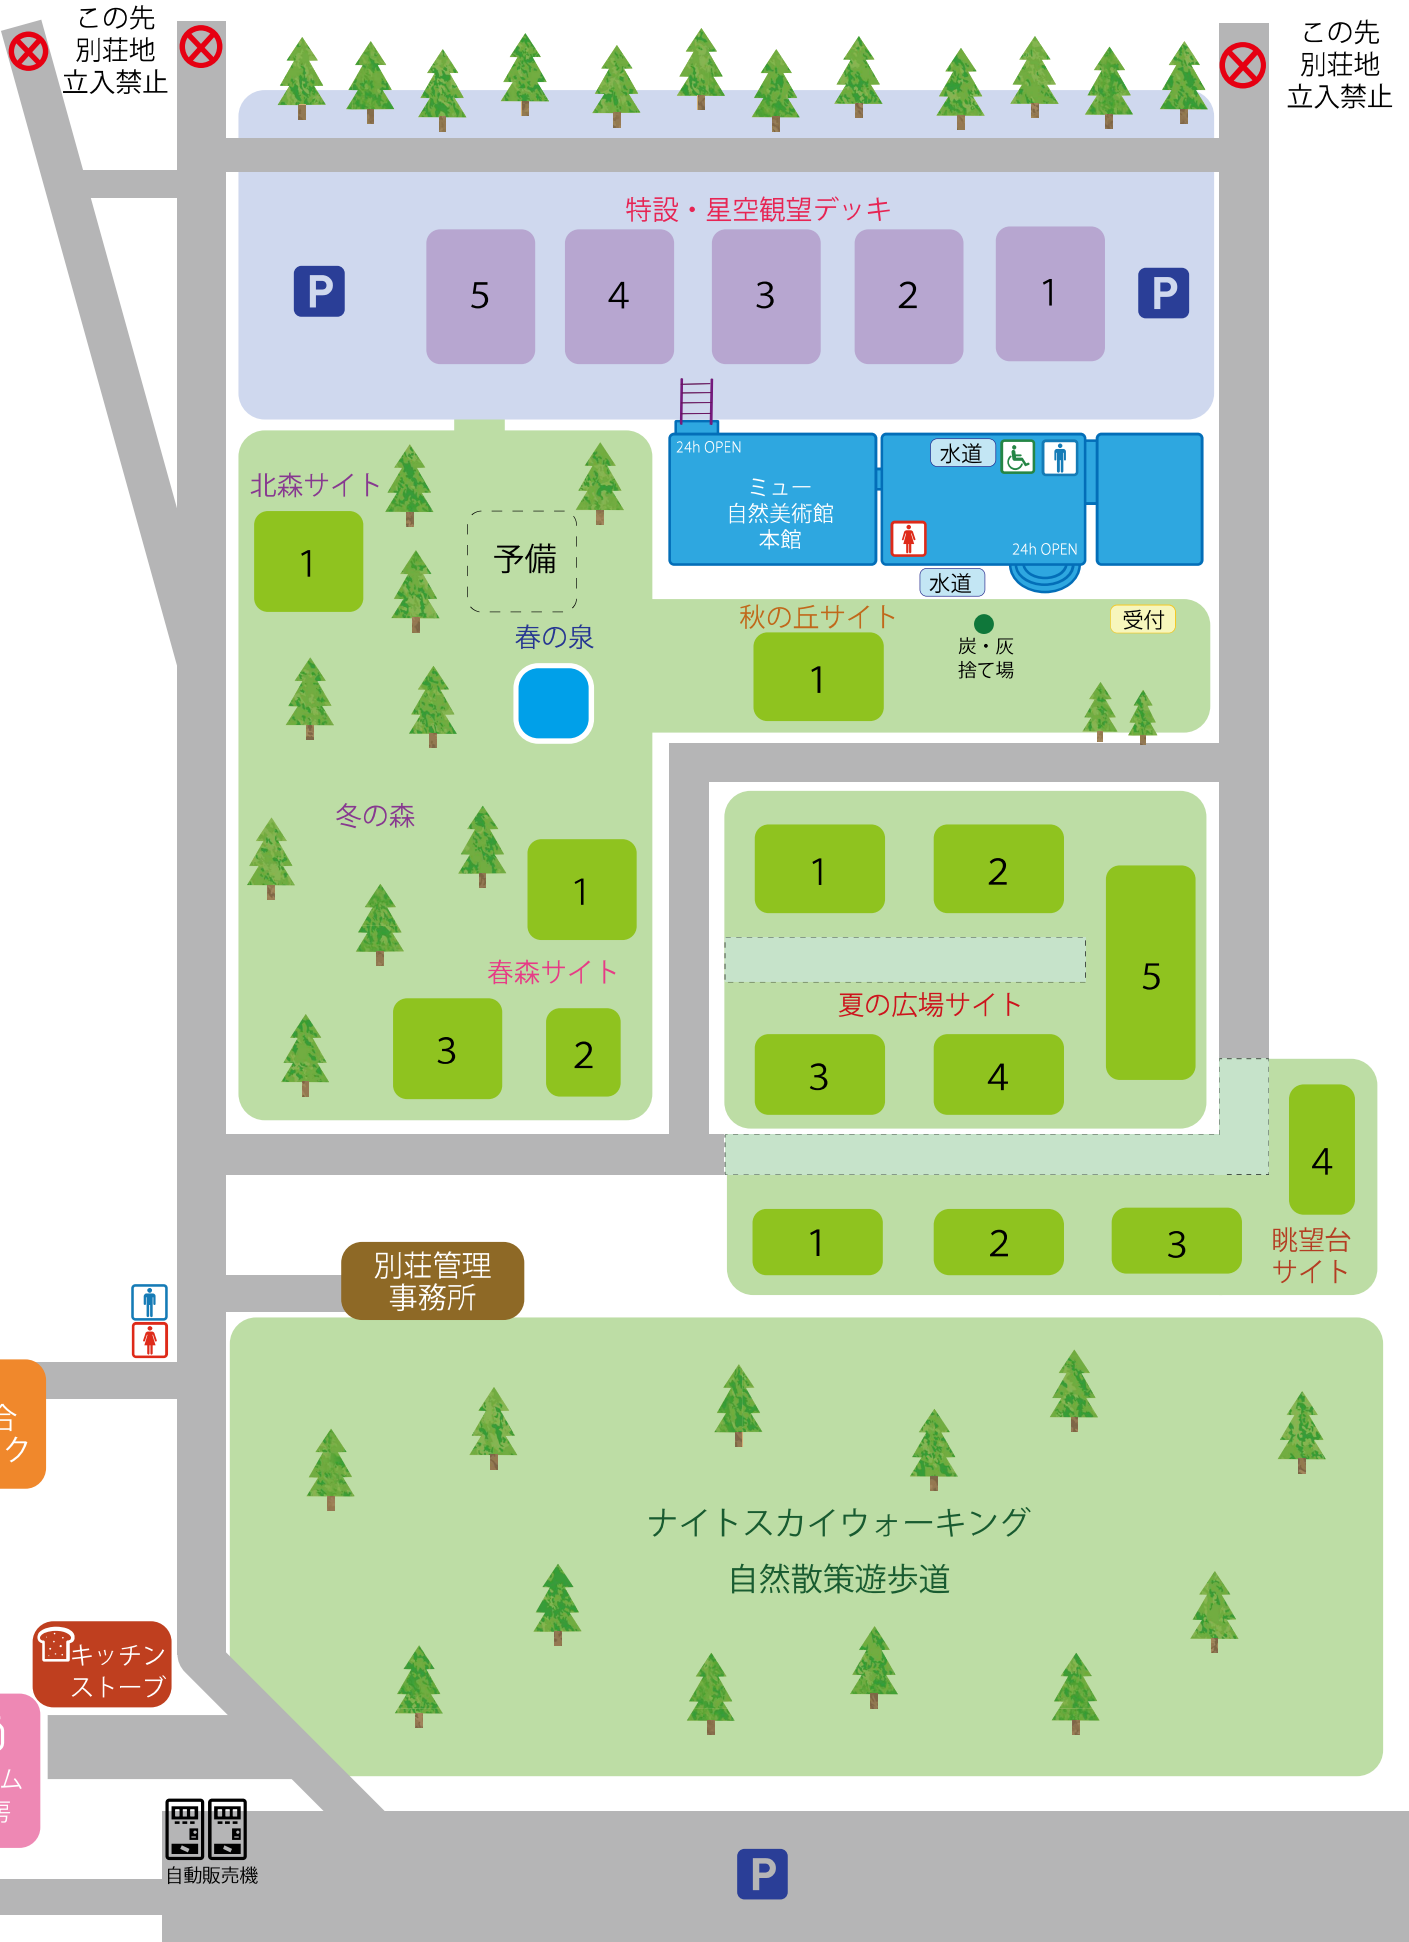 この先
別荘地
立入禁止
この先
別荘地
立入禁止
特設・星空観望デッキ
P
5
4
3
2
1
P
24h OPEN
ミュー
自然美術館
本館
水道
24h OPEN
水道
北森サイト
1
予備
春の泉
秋の丘サイト
1
炭・灰
捨て場
受付
冬の森
1
春森サイト
3
2
1
2
5
夏の広場サイト
3
4
4
1
2
3
眺望台
サイト
別荘管理
事務所
合
ク
ナイトスカイウォーキング
自然散策遊歩道
キッチン
ストーブ
ム
房
自動販売機
P